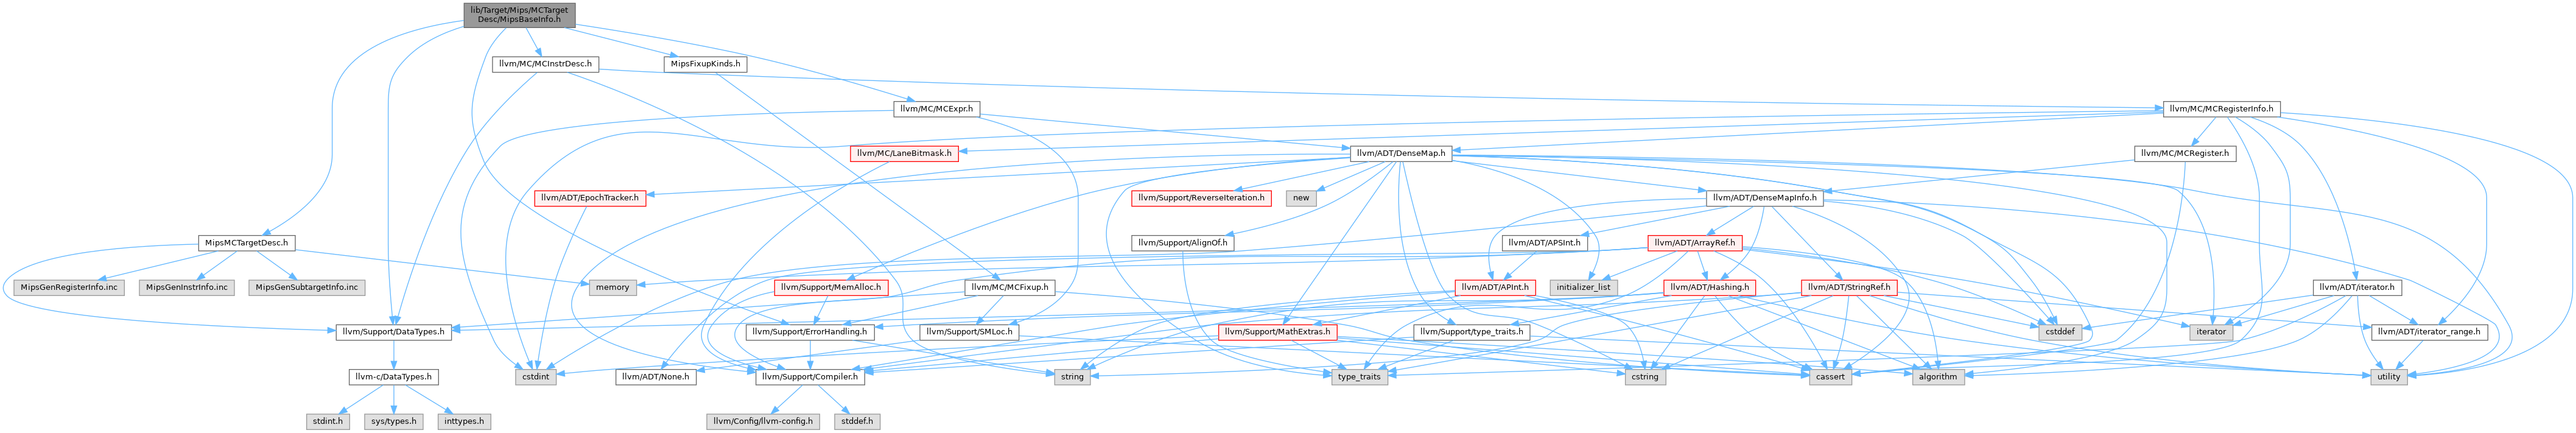 lib/Target/Mips/MCTarget
Desc/MipsBaseInfo.h
llvm/MC/MCInstrDesc.h
MipsFixupKinds.h
llvm/MC/MCExpr.h
llvm/MC/MCRegisterInfo.h
llvm/MC/LaneBitmask.h
llvm/ADT/DenseMap.h
llvm/MC/MCRegister.h
llvm/ADT/EpochTracker.h
llvm/Support/ReverseIteration.h
new
llvm/ADT/DenseMapInfo.h
MipsMCTargetDesc.h
llvm/Support/AlignOf.h
llvm/ADT/APSInt.h
llvm/ADT/ArrayRef.h
MipsGenRegisterInfo.inc
MipsGenInstrInfo.inc
MipsGenSubtargetInfo.inc
memory
llvm/Support/MemAlloc.h
llvm/MC/MCFixup.h
initializer_list
llvm/ADT/APInt.h
llvm/ADT/Hashing.h
llvm/ADT/StringRef.h
llvm/ADT/iterator.h
llvm/Support/DataTypes.h
llvm/Support/ErrorHandling.h
llvm/Support/SMLoc.h
llvm/Support/MathExtras.h
llvm/Support/type_traits.h
cstddef
iterator
llvm/ADT/iterator_range.h
llvm-c/DataTypes.h
cstdint
llvm/ADT/None.h
llvm/Support/Compiler.h
string
type_traits
cstring
cassert
algorithm
utility
stdint.h
sys/types.h
inttypes.h
llvm/Config/llvm-config.h
stddef.h